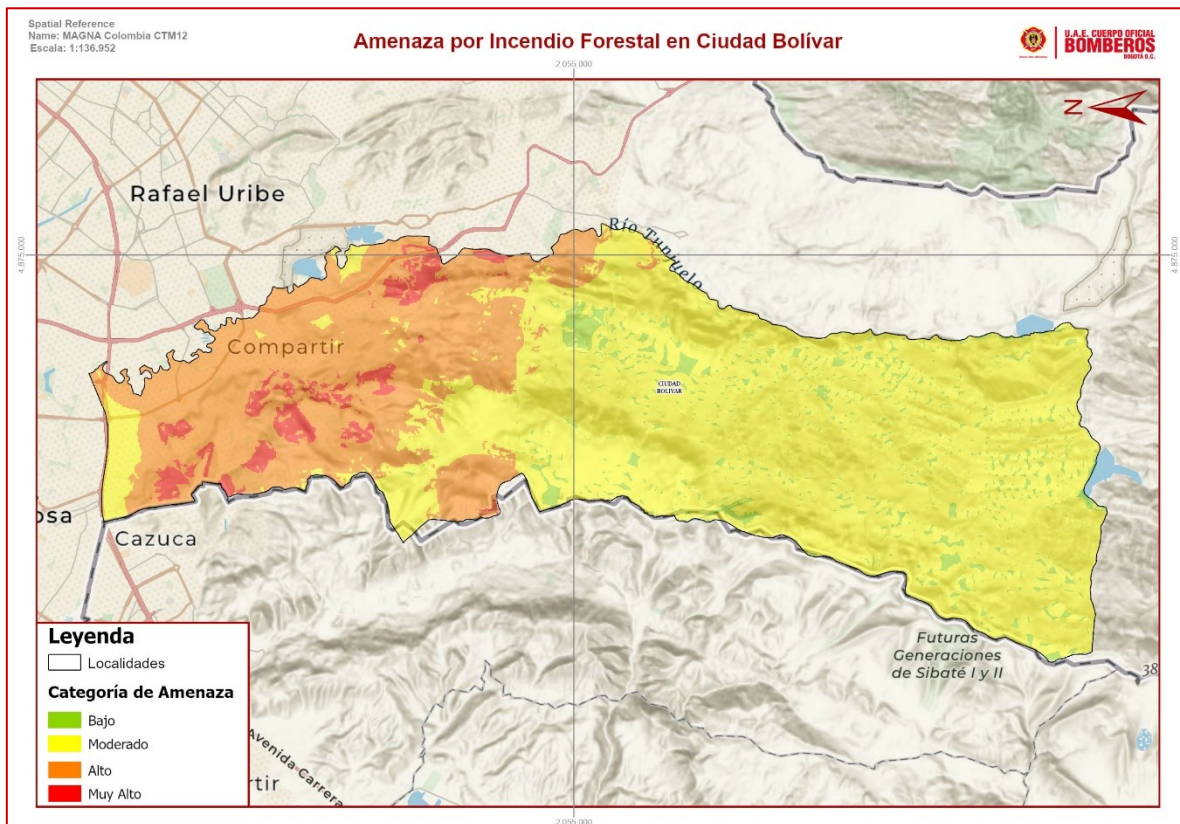 Spatial Reference
Name: MAGNA Colombia CTM12
Escala: 1:136.952
Amenaza por Incendio Forestal en Ciudad Bolívar
U.A.E. CUERPO OFICIAL
BOMBEROS
BOGOTÁ D.C.
2.055.000
N
Rafael Uribe
Río Tunjuelo
4.875.000
4.875.000
Compartir
CIUDAD
BOLIVAR
osa
Cazuca
Futuras
Generaciones
de Sibaté I y II
38
Leyenda
Localidades
Categoría de Amenaza
Bajo
Moderado
Alto
Muy Alto
Avenida Carrera
rtir
2.055.000